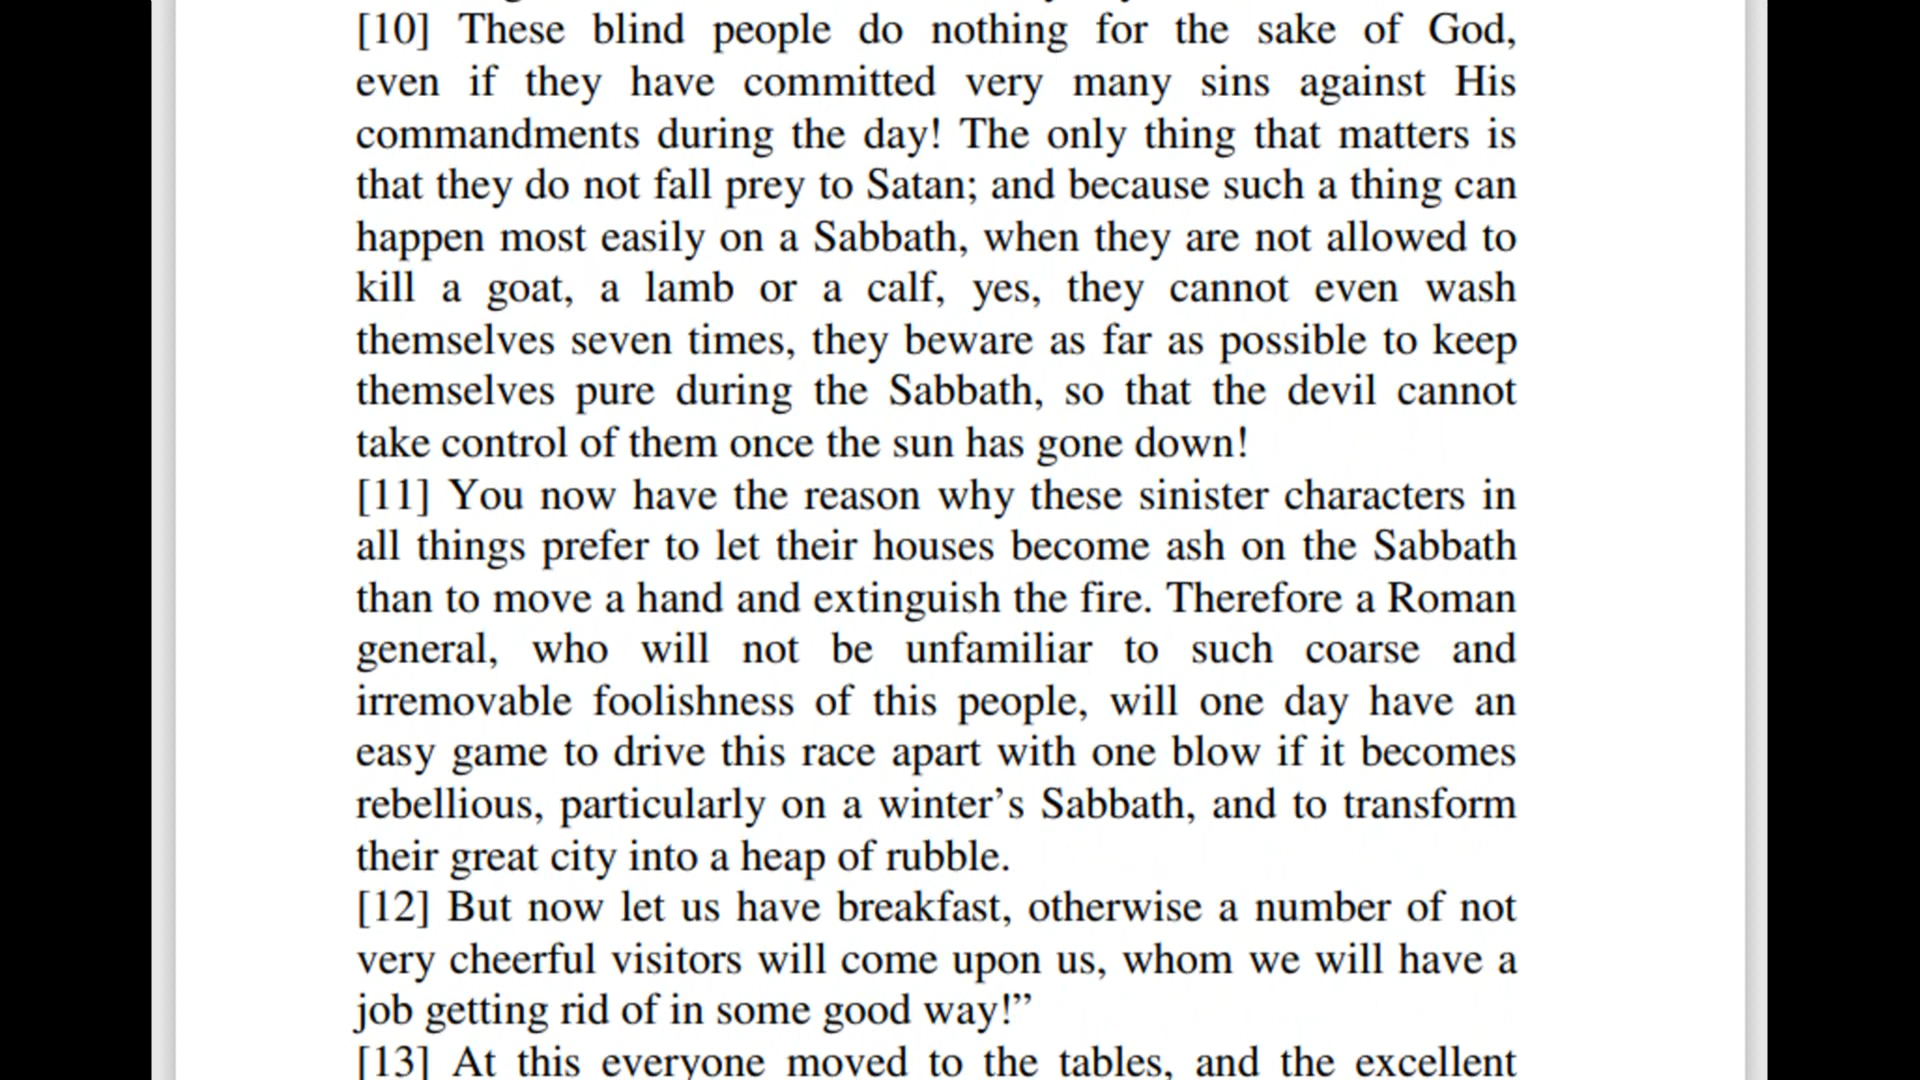 [10] These blind people do nothing for the sake of God,
even if they have committed very many sins against His
commandments during the day! The only thing that matters is
that they do not fall prey to Satan; and because such a thing can
happen most easily on a Sabbath, when they are not allowed to
kill a goat, a lamb or a calf, yes, they cannot even wash
themselves seven times, they beware as far as possible to keep
themselves pure during the Sabbath, so that the devil cannot
take control of them once the sun has gone down!
[11] You now have the reason why these sinister characters in
all things prefer to let their houses become ash on the Sabbath
than to move a hand and extinguish the fire. Therefore a Roman
general, who will not be unfamiliar to such coarse and
irremovable foolishness of this people, will one day have an
easy game to drive this race apart with one blow if it becomes
rebellious, particularly on a winter’s Sabbath, and to transform
their great city into a heap of rubble.
[12] But now let us have breakfast, otherwise a number of not
very cheerful visitors will come upon us, whom we will have a
job getting rid of in some good way!”
[13] At this everyone moved to the tables, and the excellent